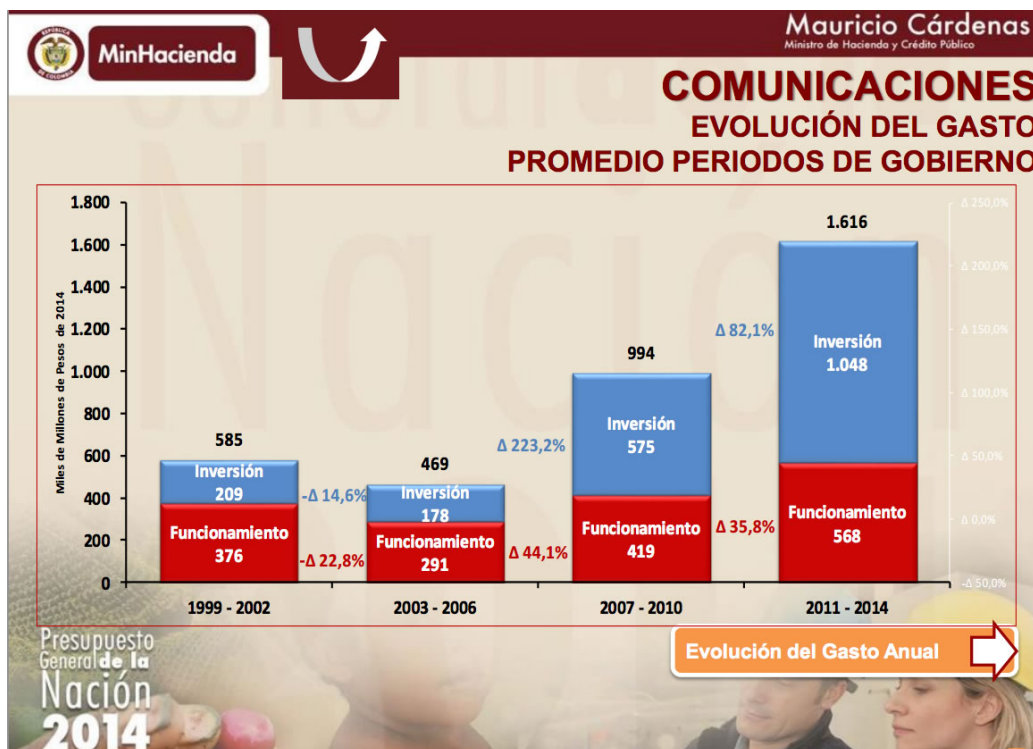 REPÚBLICA
DE COLOMBIA
MinHacienda
Mauricio Cárdenas
Ministro de Hacienda y Crédito Público
COMUNICACIONES
EVOLUCIÓN DEL GASTO
PROMEDIO PERIODOS DE GOBIERNO
Miles de Millones de Pesos de 2014
1.800
1.600
1.400
1.200
1.000
800
600
400
200
0
585
Inversión
209
Funcionamiento
376
-Δ 14,6%
-Δ 22,8%
469
Inversión
178
Funcionamiento
291
Δ 223,2%
Δ 44,1%
994
Inversión
575
Funcionamiento
419
Δ 82,1%
Δ 35,8%
1.616
Inversión
1.048
Funcionamiento
568
Δ 250,0%
Δ 200,0%
Δ 150,0%
Δ 100,0%
Δ 50,0%
Δ 0,0%
-Δ 50,0%
1999 - 2002
2003 - 2006
2007 - 2010
2011 - 2014
Evolución del Gasto Anual
Presupuesto
General de la
Nación
2014